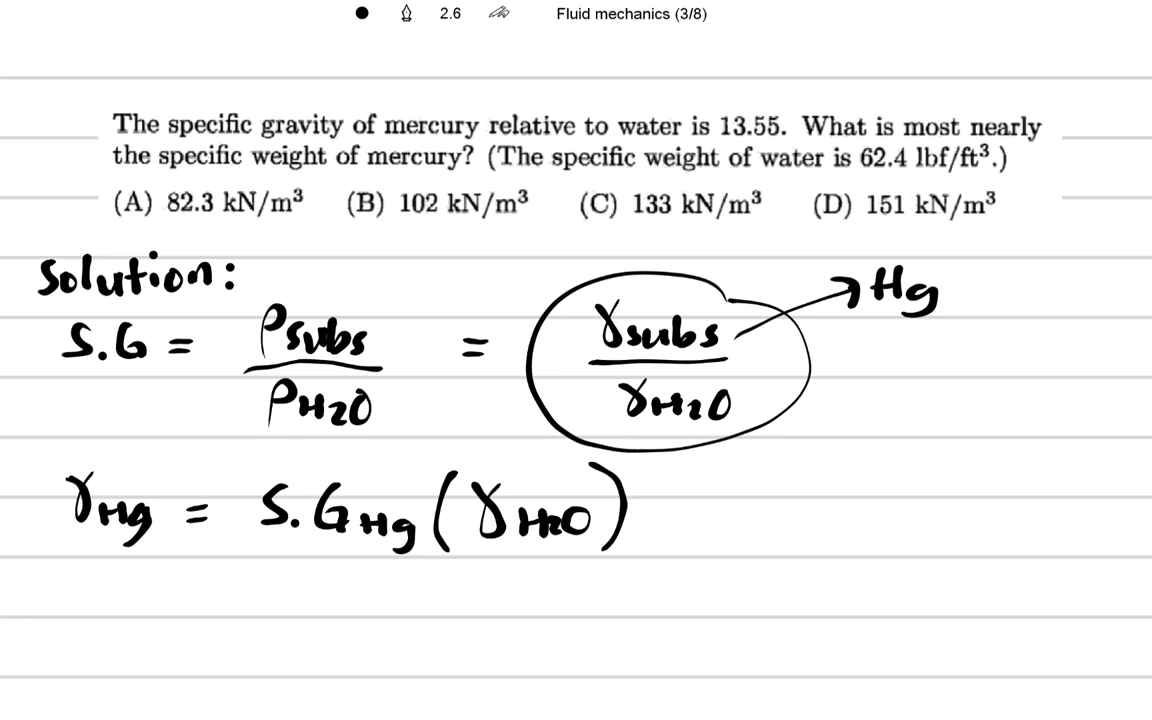 2.6 Fluid mechanics (3/8)
The specific gravity of mercury relative to water is 13.55. What is most nearly
the specific weight of mercury? (The specific weight of water is 62.4 lbf/ft³.)
(A) 82.3 kN/m³ (B) 102 kN/m³ (C) 133 kN/m³ (D) 151 kN/m³
Solution:
S.G = ρsubs / ρH2O = γsubs / γH2O → Hg
γHg = S.G Hg (γH2O)